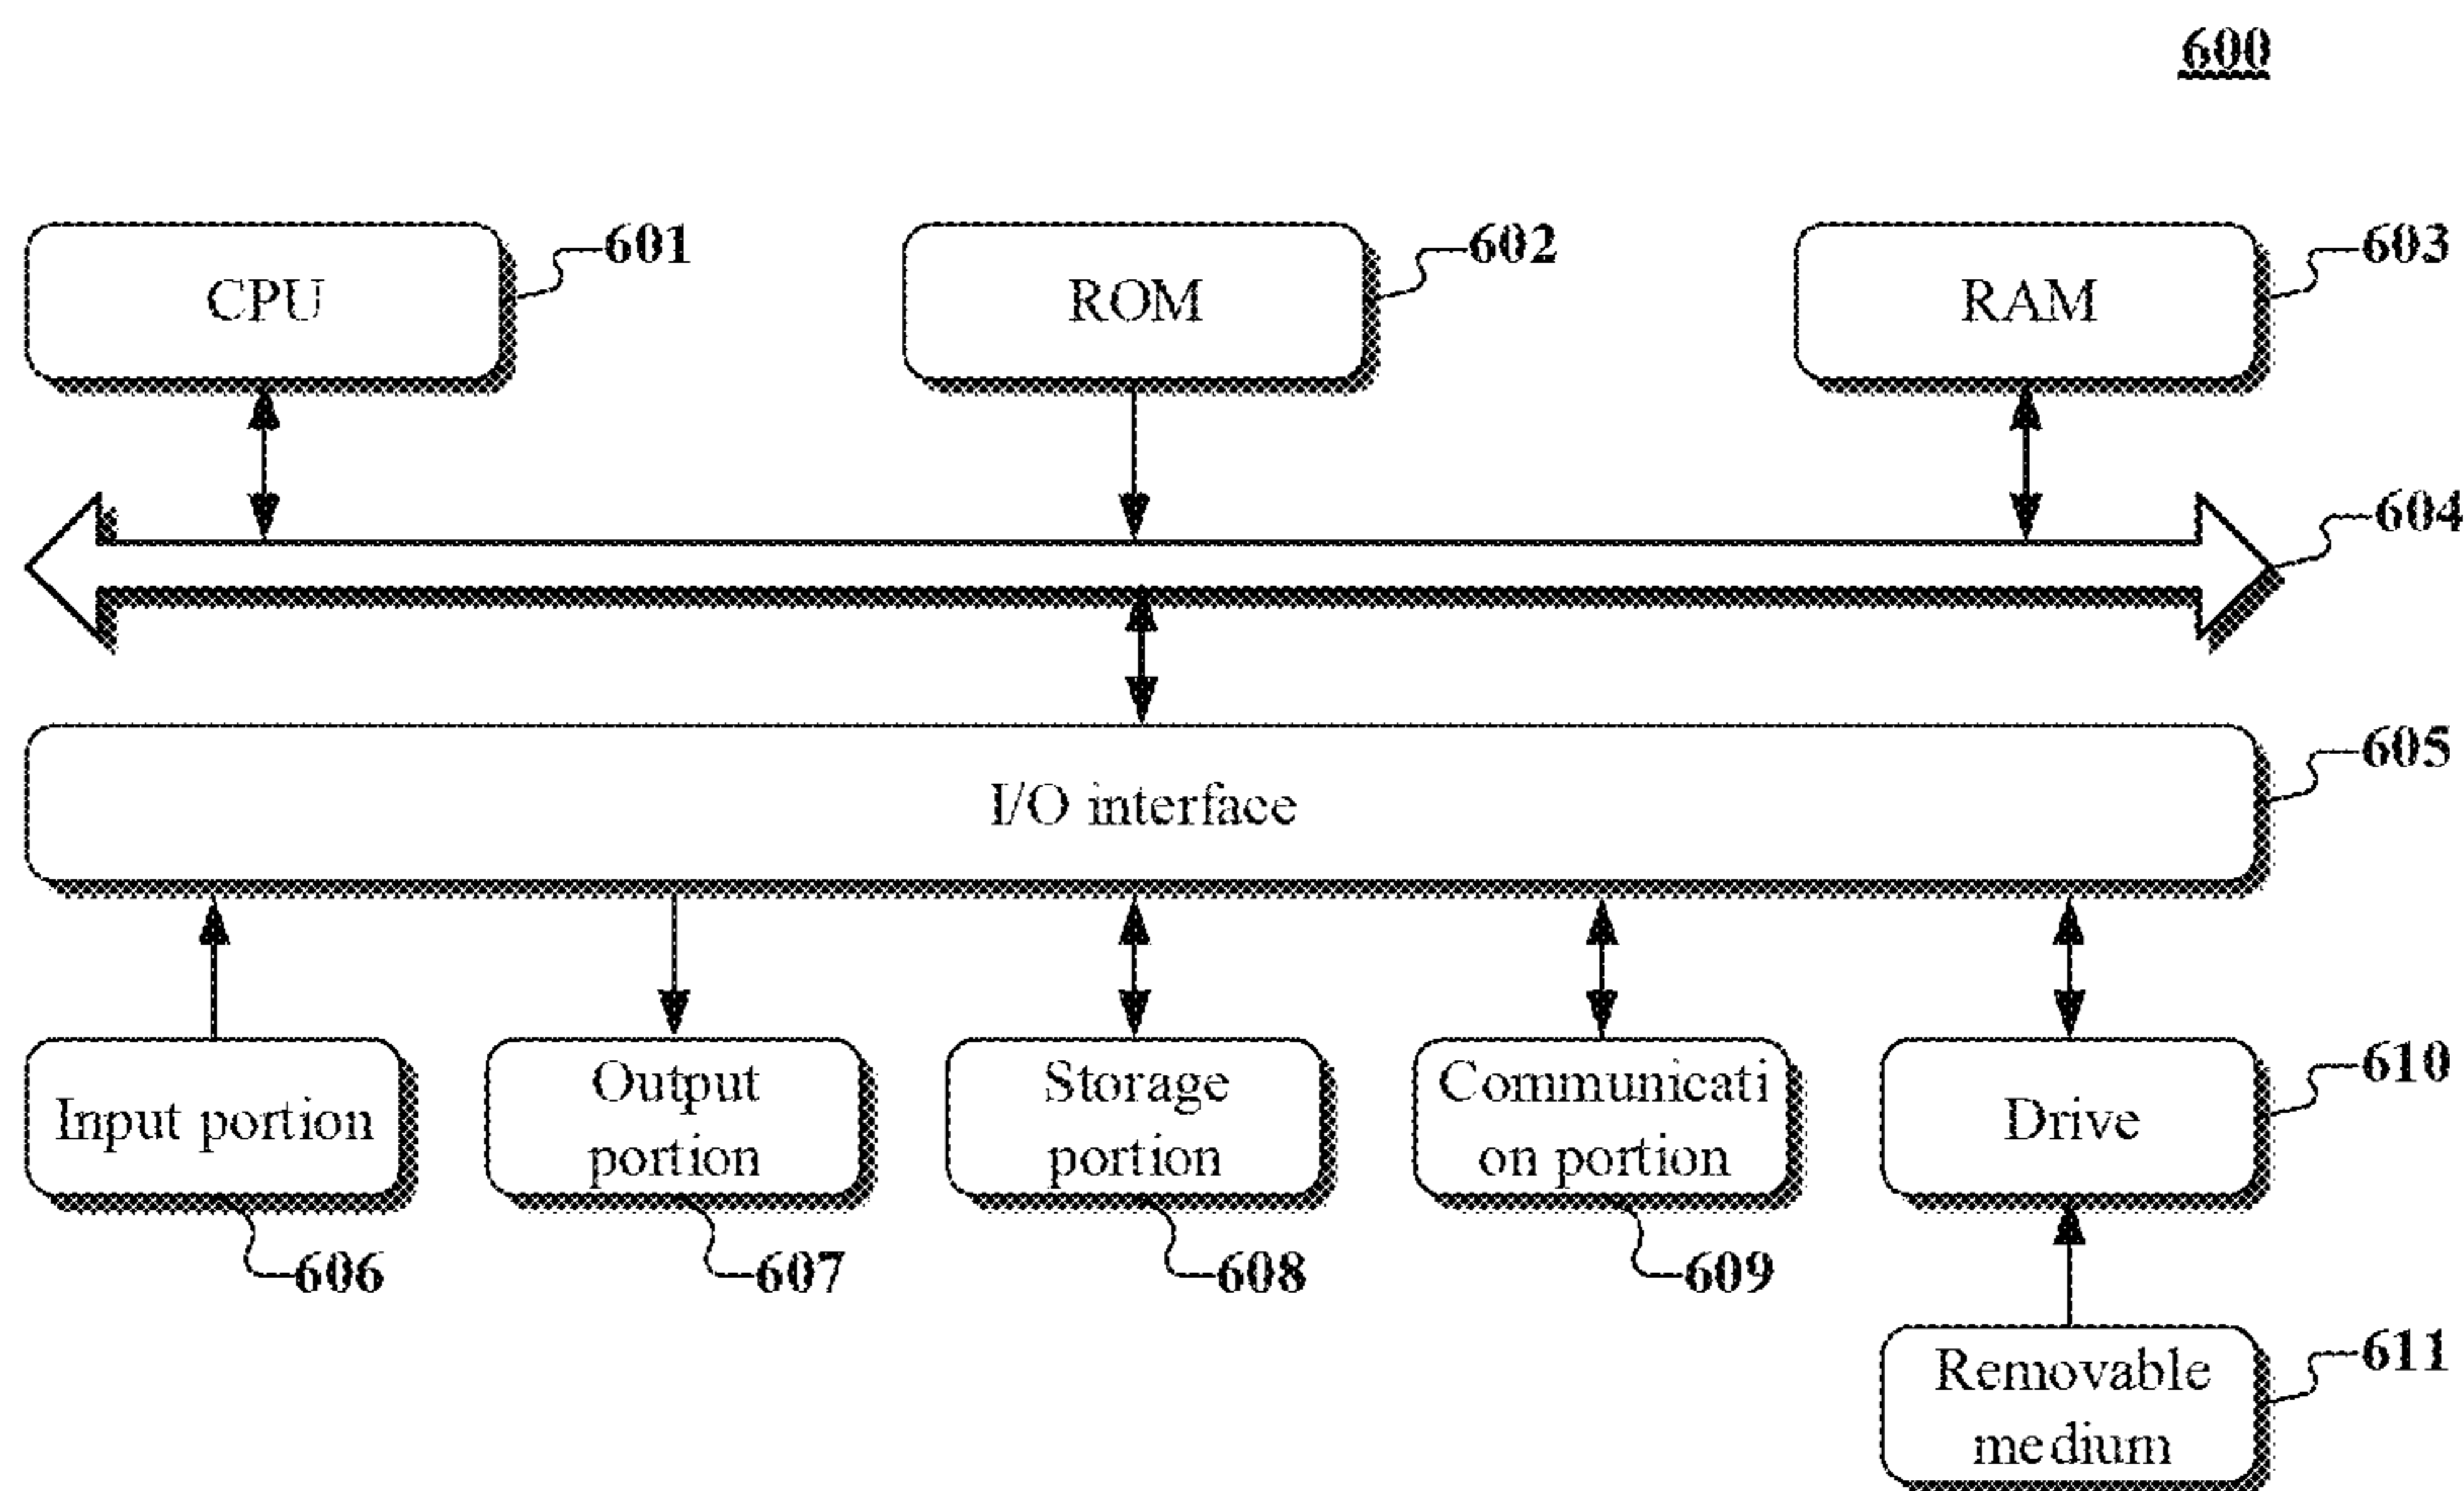 600
CPU
601
ROM
602
RAM
603
604
I/O interface
605
Input portion
606
Output
portion
607
Storage
portion
608
Communicati
on portion
609
Drive
610
Removable
medium
611